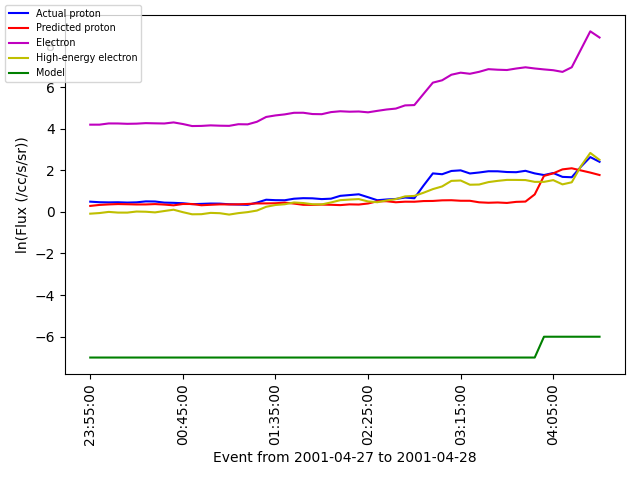 Actual proton
Predicted proton
Electron
High-energy electron
Model
8
6
4
2
0
−2
−4
−6
ln(Flux (/cc/s/sr))
23:55:00
00:45:00
01:35:00
02:25:00
03:15:00
04:05:00
Event from 2001-04-27 to 2001-04-28